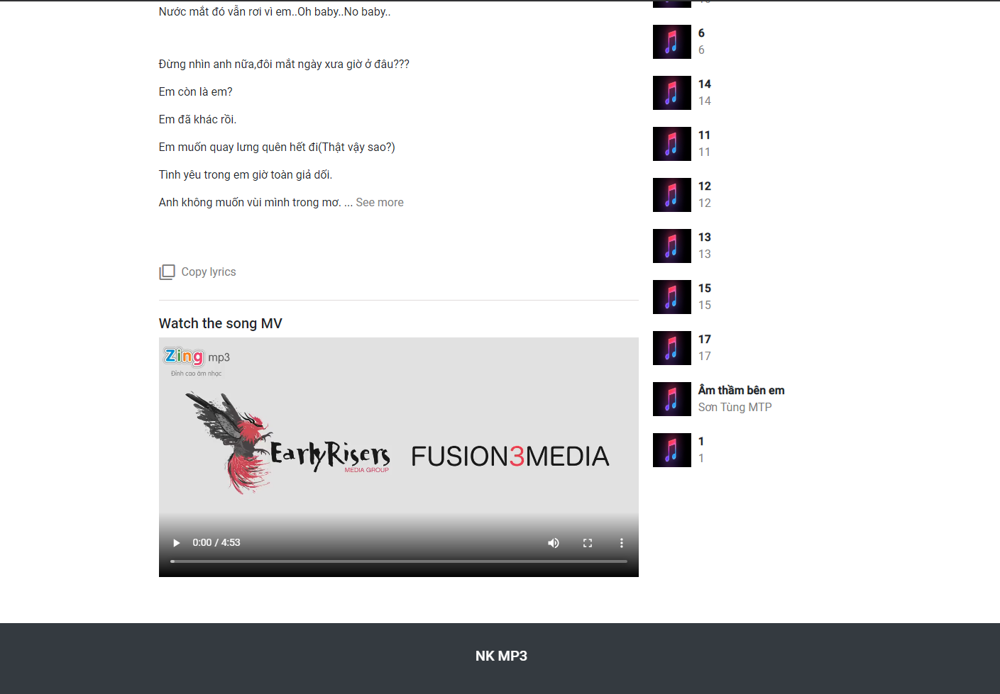 Nước mắt đó vẫn rơi vì em..Oh baby..No baby..
Đừng nhìn anh nữa,đôi mắt ngày xưa giờ ở đâu???
Em còn là em?
Em đã khác rồi.
Em muốn quay lưng quên hết đi(Thật vậy sao?)
Tình yêu trong em giờ toàn giả dối.
Anh không muốn vùi mình trong mơ. ... See more
Copy lyrics
Watch the song MV
Zing mp3
Đỉnh cao âm nhạc
EarlyRisers
MEDIA GROUP
FUSION3MEDIA
0:00 / 4:53
6
6
14
14
11
11
12
12
13
13
15
15
17
17
Âm thầm bên em
Sơn Tùng MTP
1
1
NK MP3